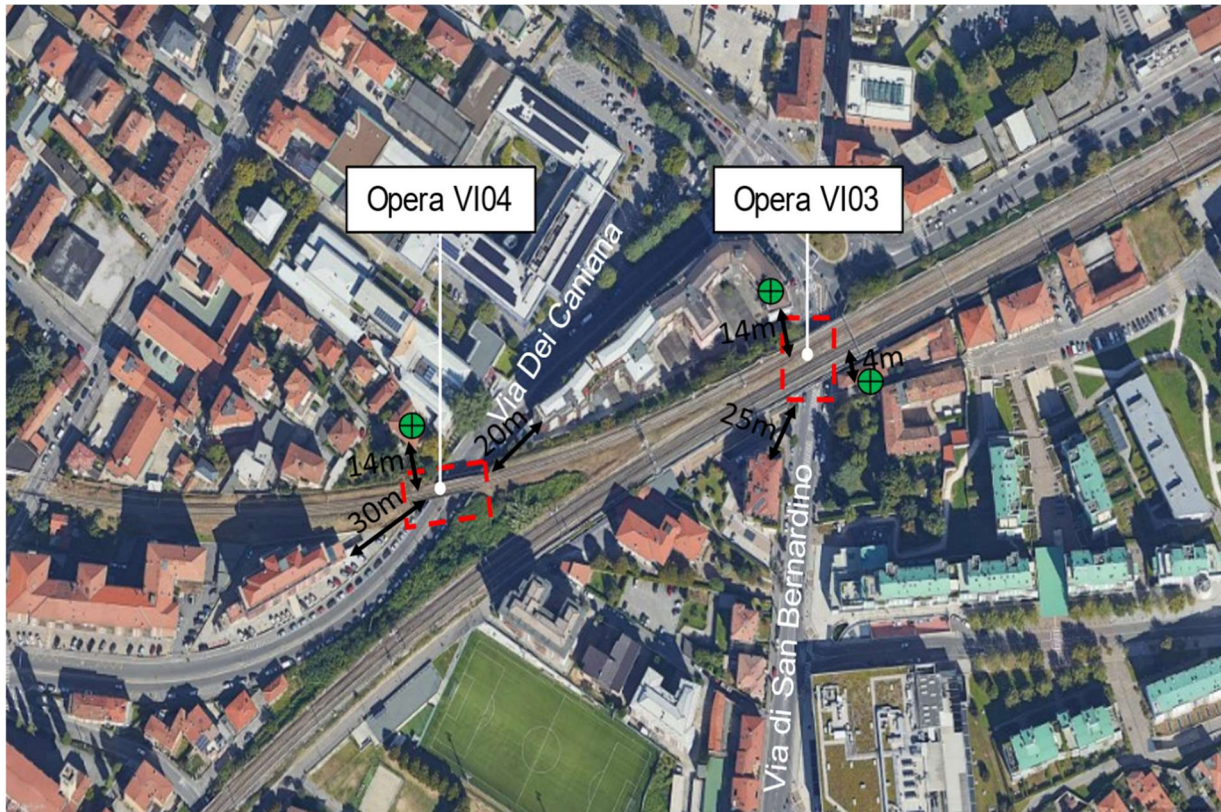 Opera VI04
Opera VI03
Via Dei Caniana
14m
4m
20m
25m
14m
30m
Via di San Bernardino